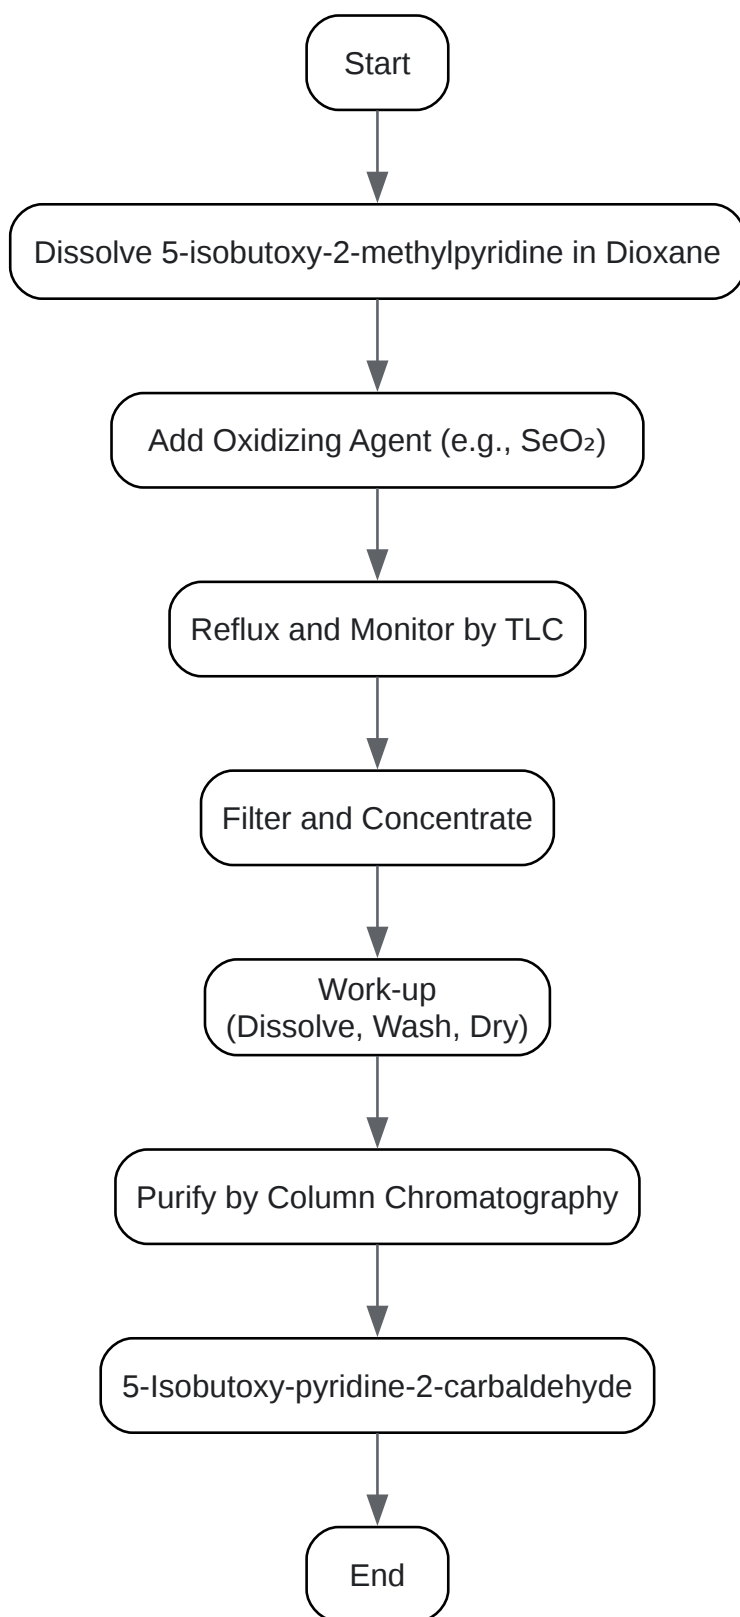 Start
Dissolve 5-isobutoxy-2-methylpyridine in Dioxane
Add Oxidizing Agent (e.g., SeO₂)
Reflux and Monitor by TLC
Filter and Concentrate
Work-up
(Dissolve, Wash, Dry)
Purify by Column Chromatography
5-Isobutoxy-pyridine-2-carbaldehyde
End